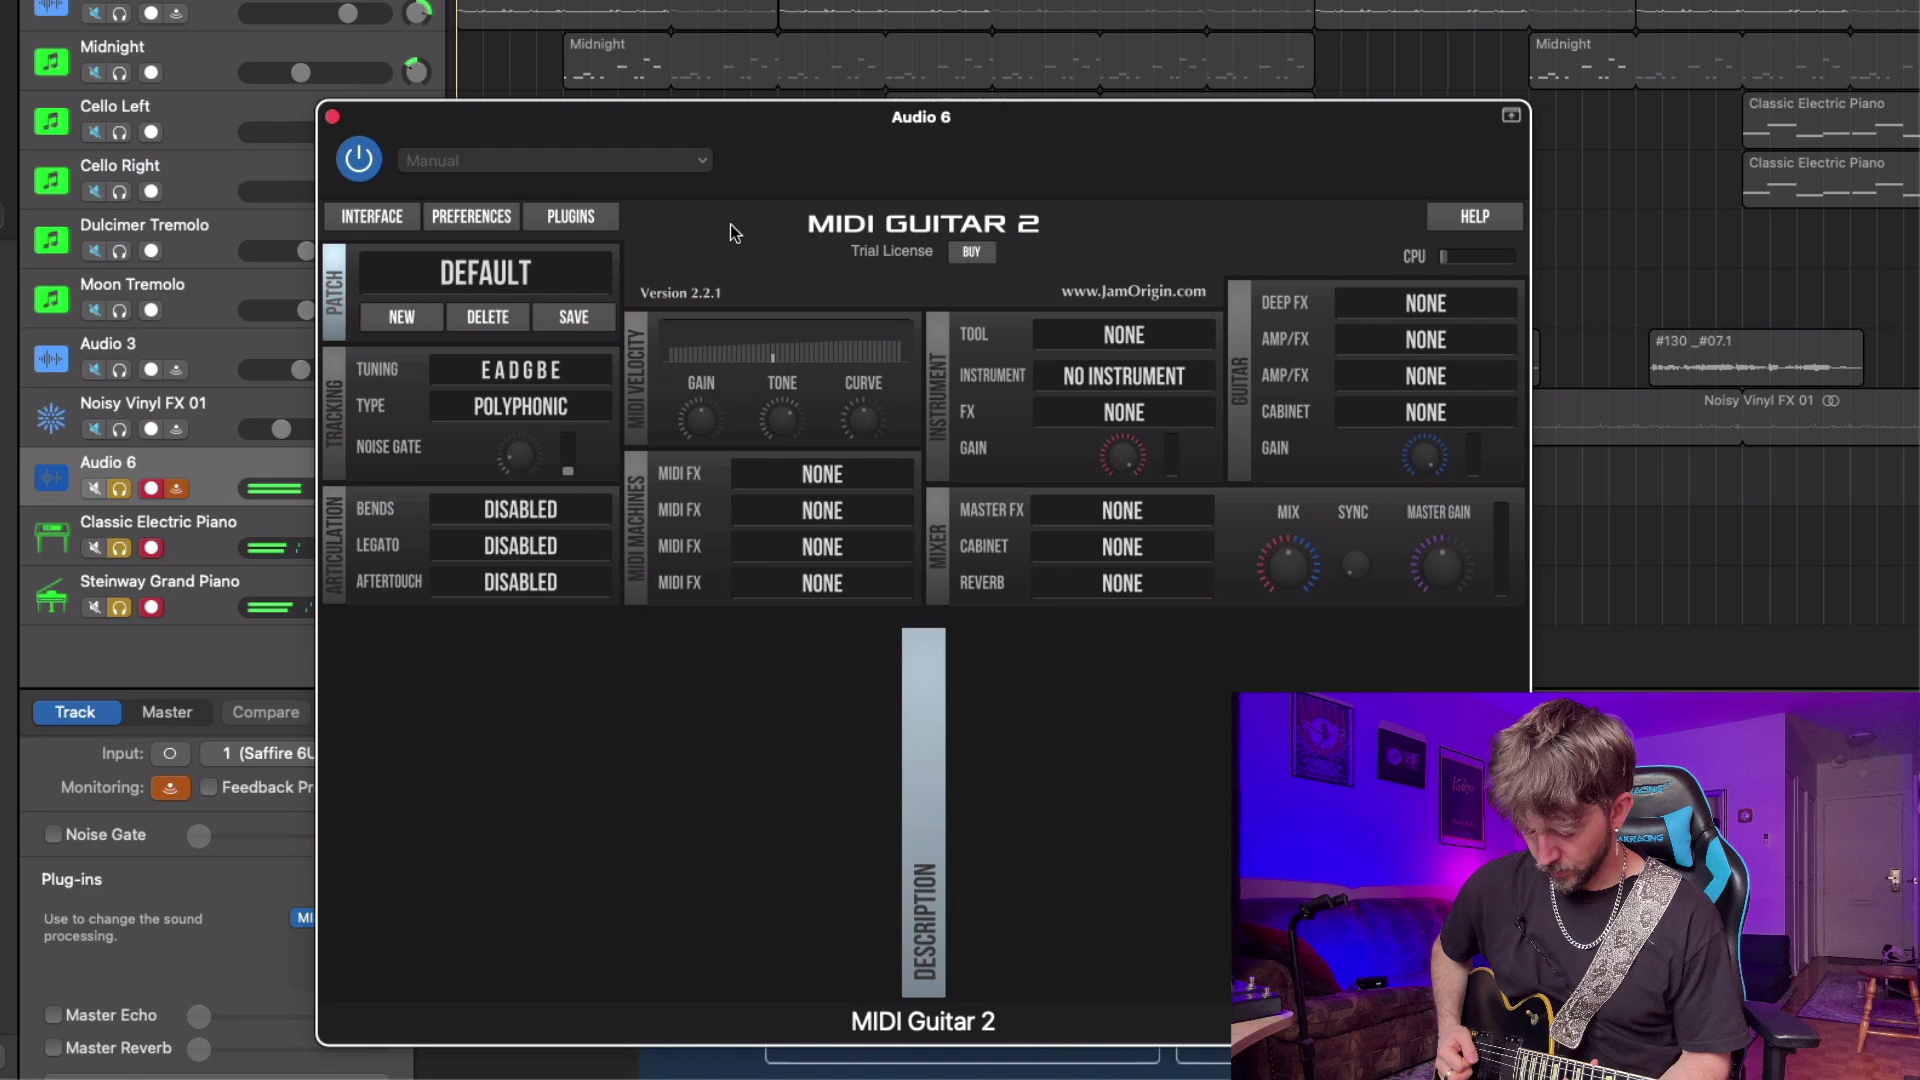 Midnight
Cello Left
Cello Right
Dulcimer Tremolo
Moon Tremolo
Audio 3
Noisy Vinyl FX 01
Audio 6
Classic Electric Piano
Steinway Grand Piano
Midnight
Midnight
Classic Electric Piano
Classic Electric Piano
#130 _#07.1
Noisy Vinyl FX 01
Audio 6
Manual
INTERFACE
PREFERENCES
PLUGINS
MIDI GUITAR 2
Trial License
BUY
HELP
CPU
Version 2.2.1
www.JamOrigin.com
PATCH
DEFAULT
NEW
DELETE
SAVE
TRACKING
TUNING
E A D G B E
TYPE
POLYPHONIC
NOISE GATE
ARTICULATION
BENDS
DISABLED
LEGATO
DISABLED
AFTERTOUCH
DISABLED
MIDI VELOCITY
GAIN
TONE
CURVE
MIDI MACHINES
MIDI FX
NONE
MIDI FX
NONE
MIDI FX
NONE
MIDI FX
NONE
INSTRUMENT
TOOL
NONE
INSTRUMENT
NO INSTRUMENT
FX
NONE
GAIN
GUITAR
DEEP FX
NONE
AMP/FX
NONE
AMP/FX
NONE
CABINET
NONE
GAIN
MIXER
MASTER FX
NONE
CABINET
NONE
REVERB
NONE
MIX
SYNC
MASTER GAIN
DESCRIPTION
MIDI Guitar 2
Track
Master
Compare
Input:
1 (Saffire 6U
Monitoring:
Feedback Pr
Noise Gate
Plug-ins
Use to change the sound
processing.
MI
Master Echo
Master Reverb
AKRACING